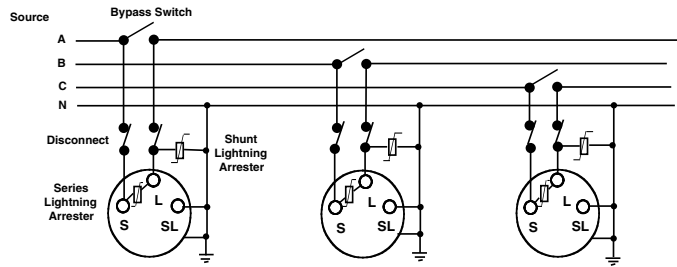 Source
Bypass Switch
A
B
C
N
Disconnect
Shunt
Lightning
Arrester
Series
Lightning
Arrester
S
L
SL
S
L
SL
S
L
SL